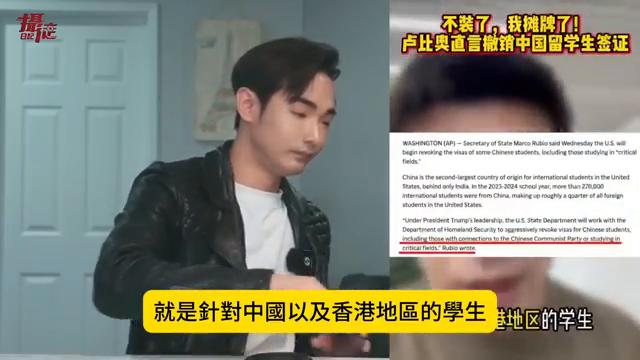 攝
日記
不裝了，我摊牌了！
卢比奥直言撤销中国留学生签证
WASHINGTON (AP) — Secretary of State Marco Rubio said Wednesday the U.S. will
begin revoking the visas of some Chinese students, including those studying in “critical
fields.”
China is the second-largest country of origin for international students in the United
States, behind only India. In the 2023-2024 school year, more than 270,000
international students were from China, making up roughly a quarter of all foreign
students in the United States.
“Under President Trump’s leadership, the U.S. State Department will work with the
Department of Homeland Security to aggressively revoke visas for Chinese students,
including those with connections to the Chinese Communist Party or studying in
critical fields,” Rubio wrote.
港地区的学生
就是針對中國以及香港地區的學生